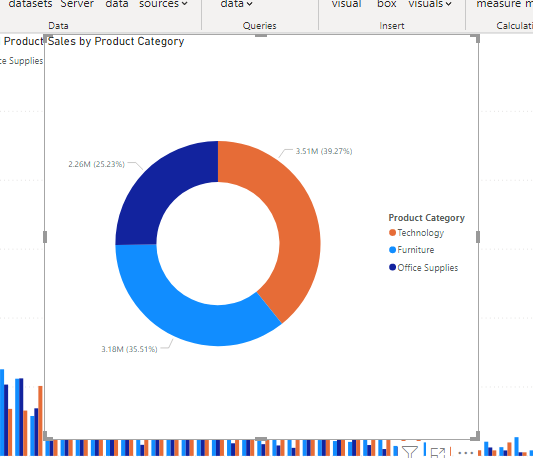 datasets Server data sources data visual box visuals measure m
Data Queries Insert Calculati
Product Sales by Product Category
ce Supplies
3.51M (39.27%)
2.26M (25.23%)
Product Category
Technology
Furniture
Office Supplies
3.18M (35.51%)